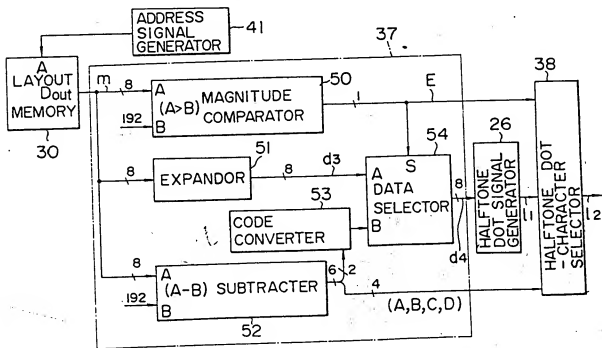 ADDRESS
SIGNAL
GENERATOR
41
37
A
LAYOUT
Dout
MEMORY
30
m
8
A
(A>B) MAGNITUDE
COMPARATOR
192
B
50
1
E
38
8
EXPANDOR
51
8
d3
S
A
DATA
SELECTOR
B
54
8
d4
26
HALFTONE
DOT SIGNAL
GENERATOR
l1
HALFTONE DOT
-CHARACTER
SELECTOR
l2
53
CODE
CONVERTER
8
A
(A-B) SUBTRACTER
192
B
52
6
2
4
(A,B,C,D)